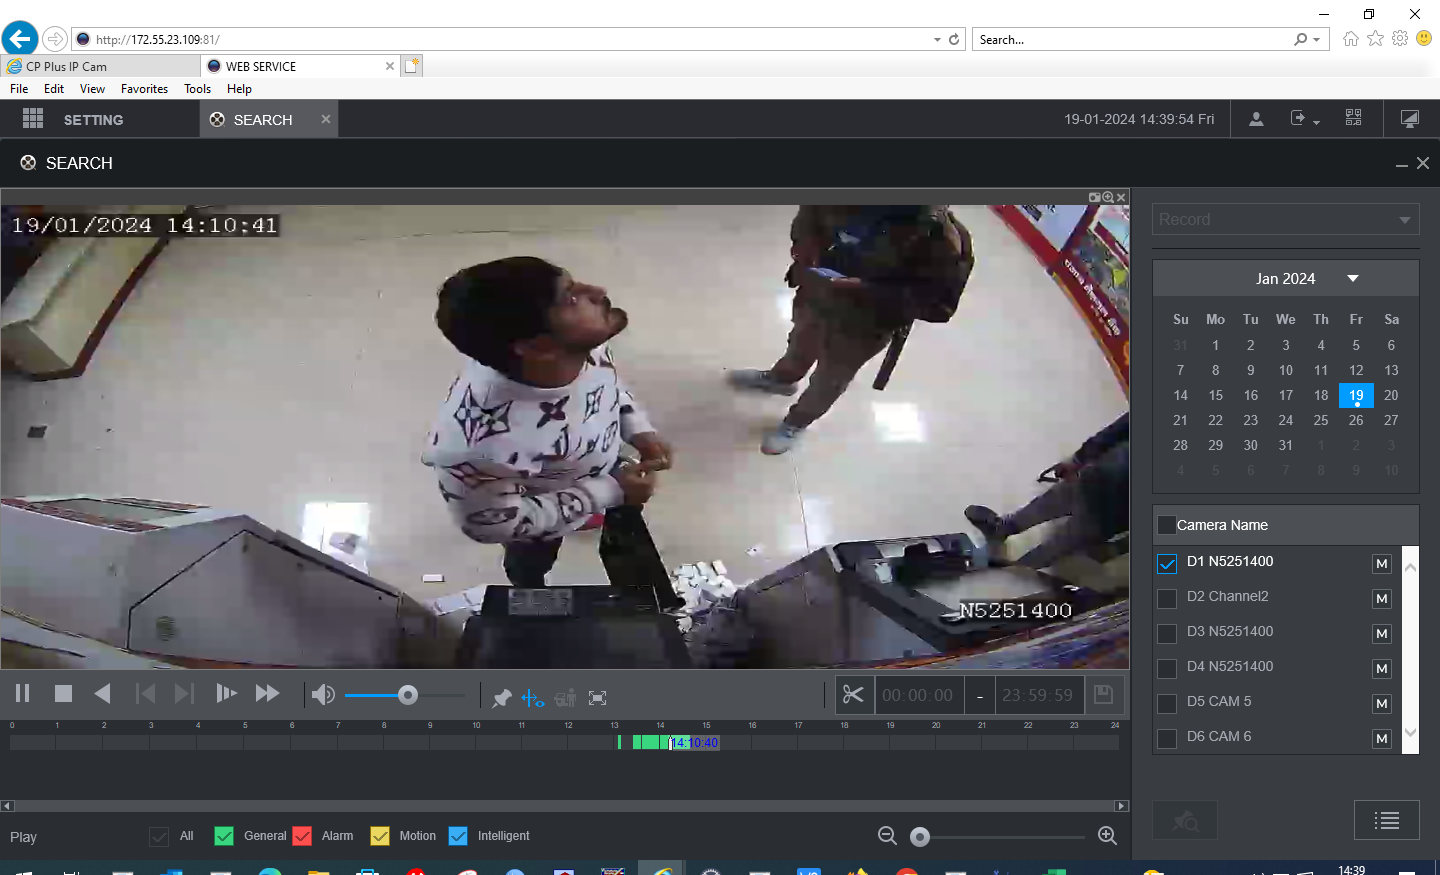 http://172.55.23.109:81/
Search...
CP Plus IP Cam
WEB SERVICE
File Edit View Favorites Tools Help
SETTING
SEARCH
19-01-2024 14:39:54 Fri
SEARCH
19/01/2024 14:10:41
N5251400
Record
Jan 2024
Su Mo Tu We Th Fr Sa
31 1 2 3 4 5 6
7 8 9 10 11 12 13
14 15 16 17 18 19 20
21 22 23 24 25 26 27
28 29 30 31 1 2 3
4 5 6 7 8 9 10
Camera Name
D1 N5251400 M
D2 Channel2 M
D3 N5251400 M
D4 N5251400 M
D5 CAM 5 M
D6 CAM 6 M
00:00:00 - 23:59:59
0 1 2 3 4 5 6 7 8 9 10 11 12 13 14 15 16 17 18 19 20 21 22 23 24
14:10:40
Play
All General Alarm Motion Intelligent
14:39